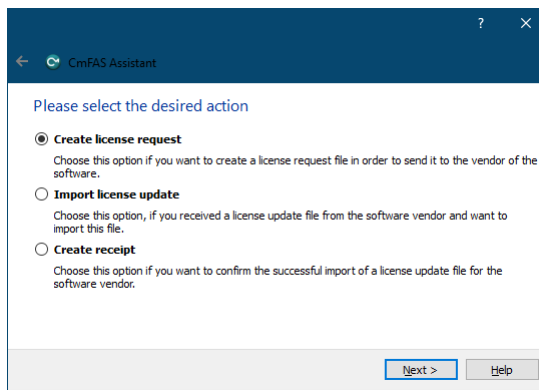 ?
CmFAS Assistant
Please select the desired action
Create license request
Choose this option if you want to create a license request file in order to send it to the vendor of the
software.
Import license update
Choose this option, if you received a license update file from the software vendor and want to
import this file.
Create receipt
Choose this option if you want to confirm the successful import of a license update file for the
software vendor.
Next > Help